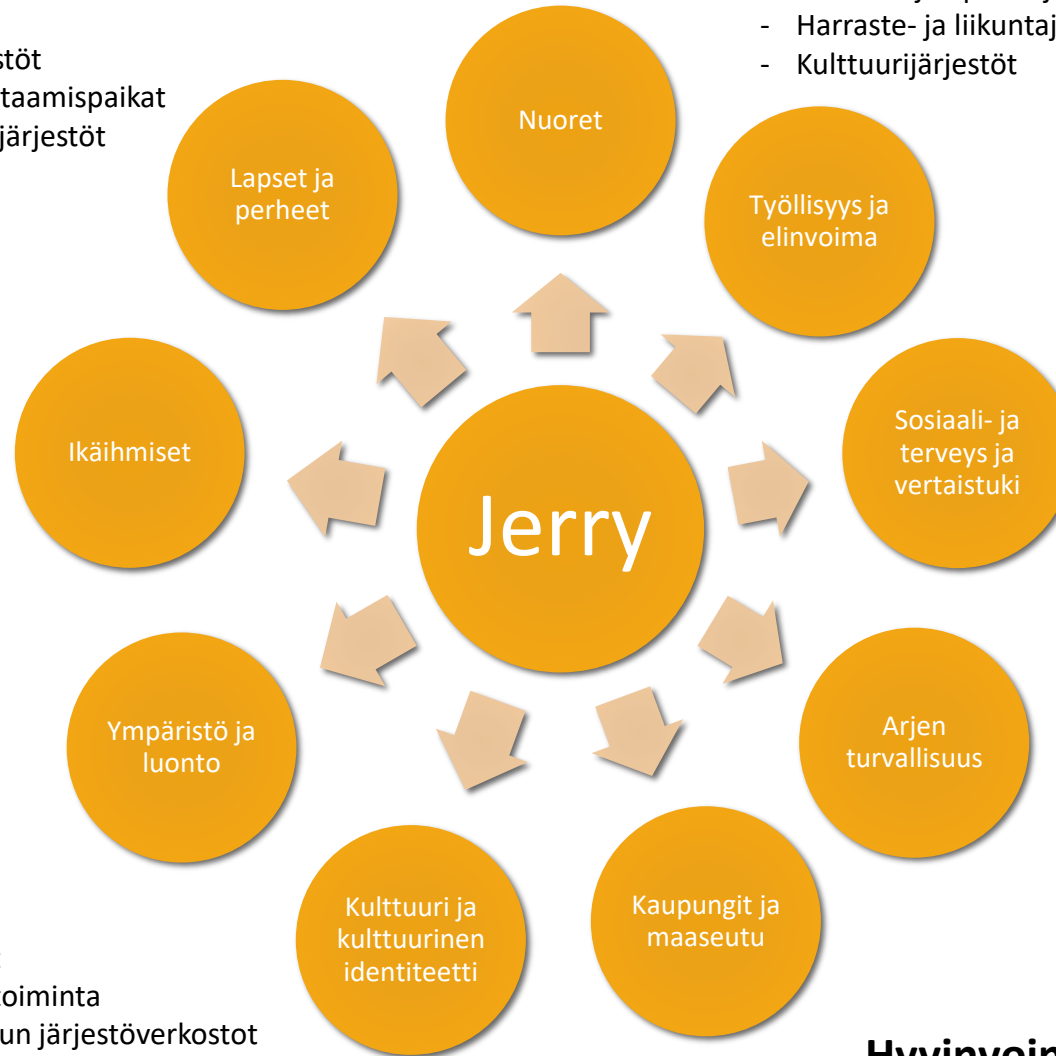 - Harraste- ja liikuntaj
- Kulttuurijärjestöt
stöt
taamispaikat
järjestöt
Nuoret
Lapset ja
perheet
Työllisyys ja
elinvoima
Ikäihmiset
Sosiaali- ja
terveys ja
vertaistuki
Jerry
Ympäristö ja
luonto
Arjen
turvallisuus
Kulttuuri ja
kulttuurinen
identiteetti
Kaupungit ja
maaseutu
toiminta
un järjestöverkostot